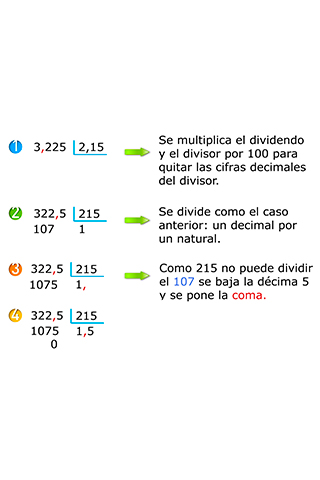 1 3,225 2,15 Se multiplica el dividendo
y el divisor por 100 para
quitar las cifras decimales
del divisor.
2 322,5 215 Se divide como el caso
107 1 anterior: un decimal por
un natural.
3 322,5 215 Como 215 no puede dividir
1075 1, el 107 se baja la décima 5
y se pone la coma.
4 322,5 215
1075 1,5
0